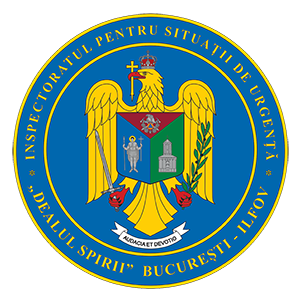 INSPECTORATUL PENTRU SITUAȚII DE URGENȚĂ
„DEALUL SPIRII” BUCUREȘTI - ILFOV
AUDACIA ET DEVOTIO